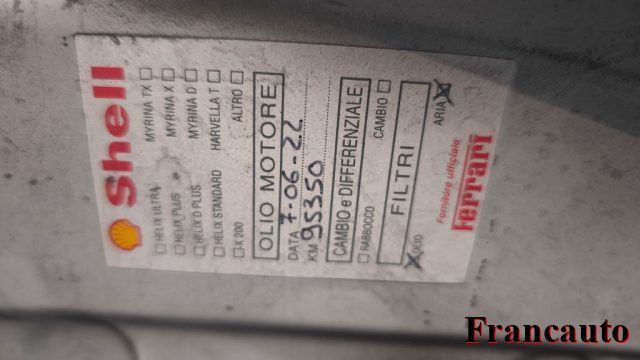 Shell
HELIX ULTRA MYRINA TX
HELIX PLUS MYRINA X
HELIX D PLUS MYRINA D
HELIX STANDARD HARVELLA T
X 200 ALTRO
OLIO MOTORE
DATA 7-06-22
KM 95350
CAMBIO e DIFFERENZIALE
RABBOCCO CAMBIO
FILTRI
OLIO ARIA
Fornitore ufficiale
Ferrari
Francauto